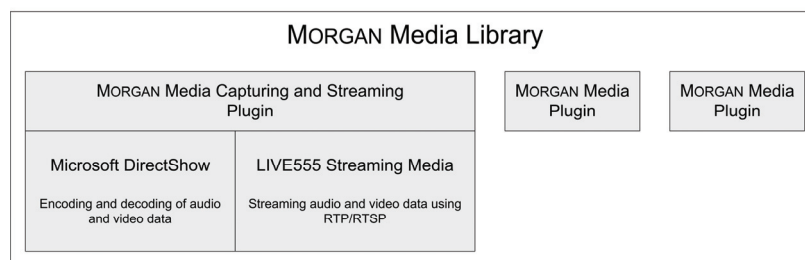 MORGAN Media Library
MORGAN Media Capturing and Streaming
Plugin
MORGAN Media
Plugin
MORGAN Media
Plugin
Microsoft DirectShow
Encoding and decoding of audio
and video data
LIVE555 Streaming Media
Streaming audio and video data using
RTP/RTSP